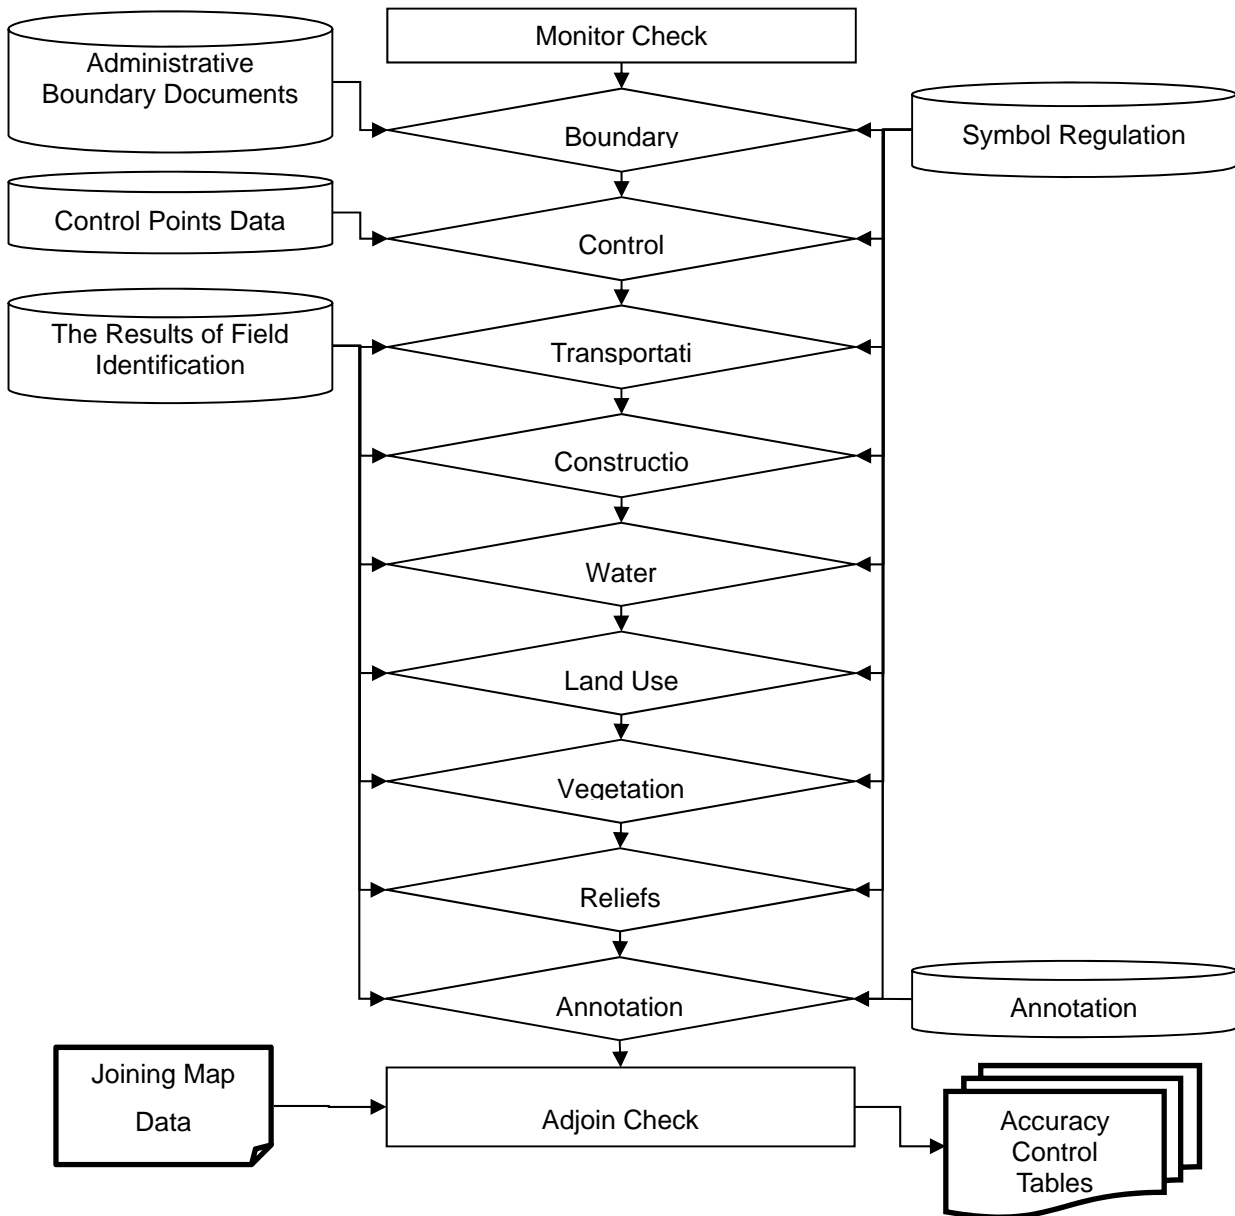 Monitor Check
Administrative
Boundary Documents
Boundary
Symbol Regulation
Control Points Data
Control
The Results of Field
Identification
Transportati
Constructio
Water
Land Use
Vegetation
Reliefs
Annotation
Annotation
Joining Map
Data
Adjoin Check
Accuracy
Control
Tables